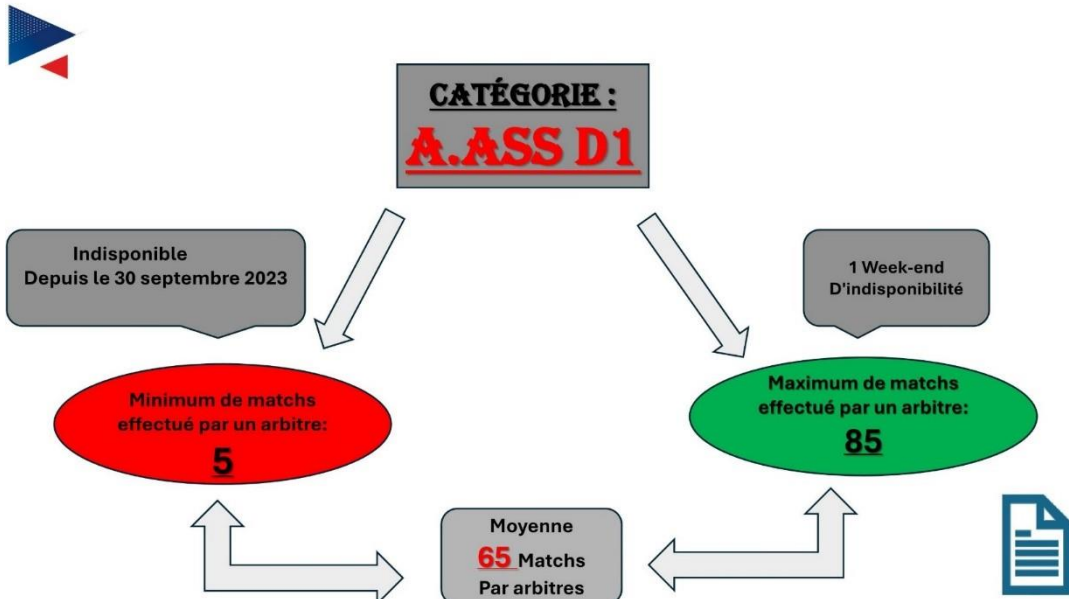 CATÉGORIE :
A.ASS D1
Indisponible
Depuis le 30 septembre 2023
1 Week-end
D'indisponibilité
Minimum de matchs
effectué par un arbitre:
5
Maximum de matchs
effectué par un arbitre:
85
Moyenne
65 Matchs
Par arbitres